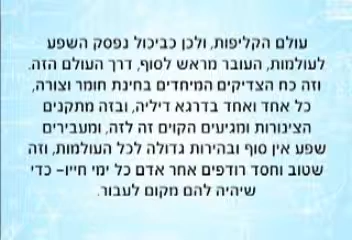 עולם הקליפות, ולכן כביכול נפסק השפע
לעולמות, העובר מראש לסוף, דרך העולם הזה.
וזה כח הצדיקים המיחדים בחינת חומר וצורה,
כל אחד ואחד בדרגא דיליה, ובזה מתקנים
הצינורות ומגיעים הקוים זה לזה, ומעבירים
שפע אין סוף ובהירות גדולה לכל העולמות, וזה
שטוב וחסד רודפים אחר אדם כל ימי חייו– כדי
שיהיה להם מקום לעבור.